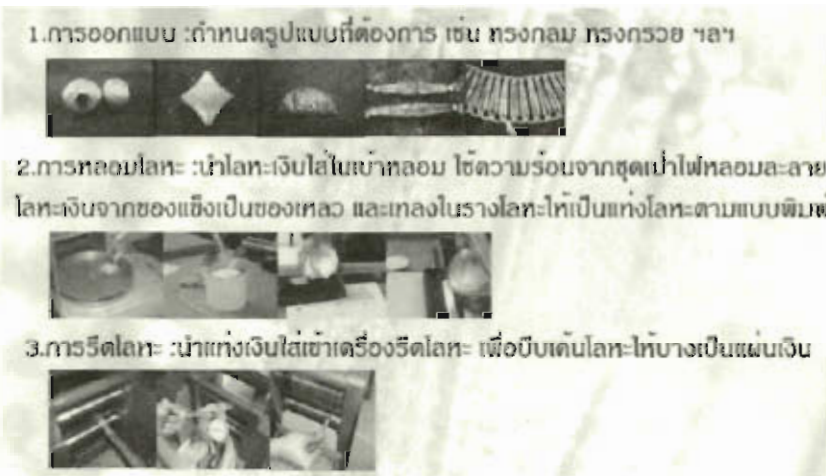 1.การออกแบบ :กำหนดรูปแบบที่ต้องการ เช่น ทรงกลม ทรงกรวย ฯลฯ
2.การหลอมโลหะ :นำโลหะเงินใส่ในเบ้าหลอม ใช้ความร้อนจากชุดเป่าไฟหลอมละลาย
โลหะเงินจากของแข็งเป็นของเหลว และเทลงในรางโลหะให้เป็นแท่งโลหะตามแบบพิมพ์
3.การรีดโลหะ :นำแท่งเงินใส่เข้าเครื่องรีดโลหะ เพื่อบีบเค้นโลหะให้บางเป็นแผ่นเงิน